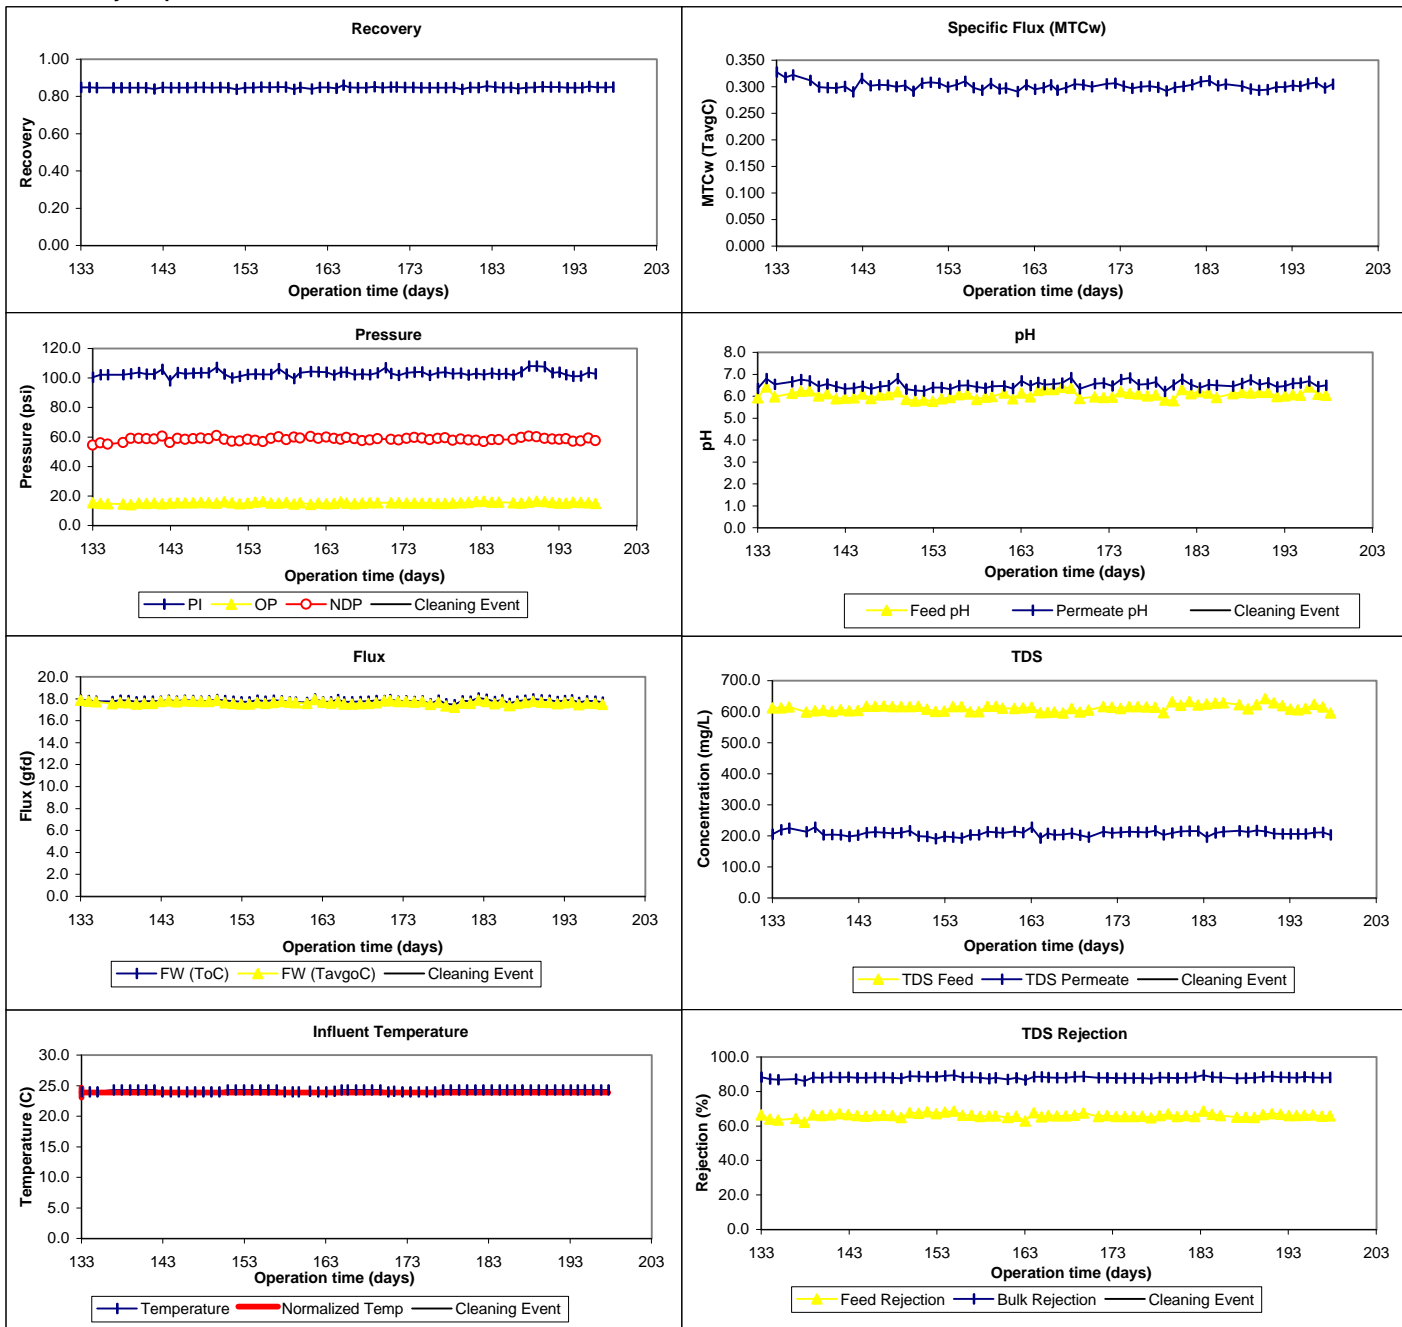 Recovery
1.00
0.80
0.60
0.40
0.20
0.00
Recovery
133 143 153 163 173 183 193 203
Operation time (days)
Specific Flux (MTCw)
0.350
0.300
0.250
0.200
0.150
0.100
0.050
0.000
MTCw (TavgC)
133 143 153 163 173 183 193 203
Operation time (days)
Pressure
120.0
100.0
80.0
60.0
40.0
20.0
0.0
Pressure (psi)
133 143 153 163 173 183 193 203
Operation time (days)
PI OP NDP Cleaning Event
pH
8.0
7.0
6.0
5.0
4.0
3.0
2.0
1.0
0.0
pH
133 143 153 163 173 183 193 203
Operation time (days)
Feed pH Permeate pH Cleaning Event
Flux
20.0
18.0
16.0
14.0
12.0
10.0
8.0
6.0
4.0
2.0
0.0
Flux (gfd)
133 143 153 163 173 183 193 203
Operation time (days)
FW (ToC) FW (TavgoC) Cleaning Event
TDS
700.0
600.0
500.0
400.0
300.0
200.0
100.0
0.0
Concentration (mg/L)
133 143 153 163 173 183 193 203
Operation time (days)
TDS Feed TDS Permeate Cleaning Event
Influent Temperature
30.0
25.0
20.0
15.0
10.0
5.0
0.0
Temperature (C)
133 143 153 163 173 183 193 203
Operation time (days)
Temperature Normalized Temp Cleaning Event
TDS Rejection
100.0
80.0
60.0
40.0
20.0
0.0
Rejection (%)
133 143 153 163 173 183 193 203
Operation time (days)
Feed Rejection Bulk Rejection Cleaning Event